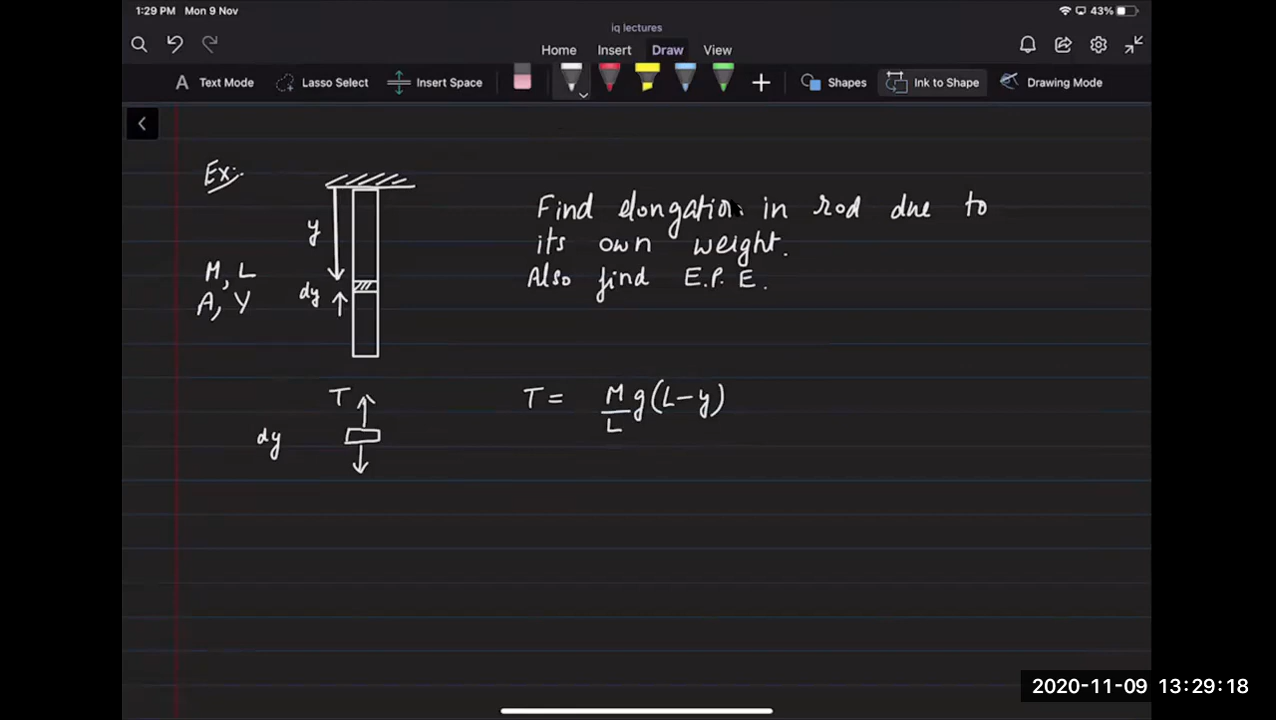 1:29 PM Mon 9 Nov
43%
iq lectures
Home Insert Draw View
Text Mode Lasso Select Insert Space Shapes Ink to Shape Drawing Mode
Ex:
Find elongation in rod due to
its own weight.
Also find E.P.E.
y
M, L
A, Y
dy
T
dy
T = M/L g(L-y)
2020-11-09 13:29:18